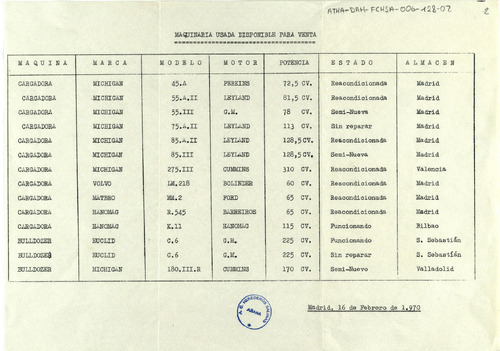 ATHA-DAH-FCHSA-006-128-02
2
MAQUINARIA USADA DISPONIBLE PARA VENTA
MAQUINA MARCA MODELO MOTOR POTENCIA ESTADO ALMACEN
CARGADORA MICHIGAN 45.A PERKINS 72,5 CV. Reacondicionada Madrid
CARGADORA MICHIGAN 55.A.II LEYLAND 81,5 CV. Reacondicionada Madrid
CARGADORA MICHIGAN 55.III G.M. 78 CV. Semi-Nueva Madrid
CARGADORA MICHIGAN 75.A.II LEYLAND 113 CV. Sin reparar Madrid
CARGADORA MICHIGAN 85.A.II LEYLAND 128,5 CV. Reacondicionada Madrid
CARGADORA MICHIGAN 85.III LEYLAND 128,5 CV. Semi-Nueva Madrid
CARGADORA MICHIGAN 275.III CUMMINS 310 CV. Reacondicionada Valencia
CARGADORA VOLVO LM.218 BOLINDER 60 CV. Reacondicionada Madrid
CARGADORA MATBRO MM.2 FORD 65 CV. Reacondicionada Madrid
CARGADORA HANOMAG R.545 BARREIROS 65 CV. Reacondicionada Madrid
CARGADORA HANOMAG K.11 HANOMAG 115 CV. Funcionando Bilbao
BULLDOZER EUCLID C.6 G.M. 225 CV. Funcionando S. Sebastián
BULLDOZER EUCLID C.6 G.M. 225 CV. Sin reparar S. Sebastián
BULLDOZER MICHIGAN 180.III.R CUMMINS 170 CV. Semi-Nuevo Valladolid
Madrid, 16 de Febrero de 1.970